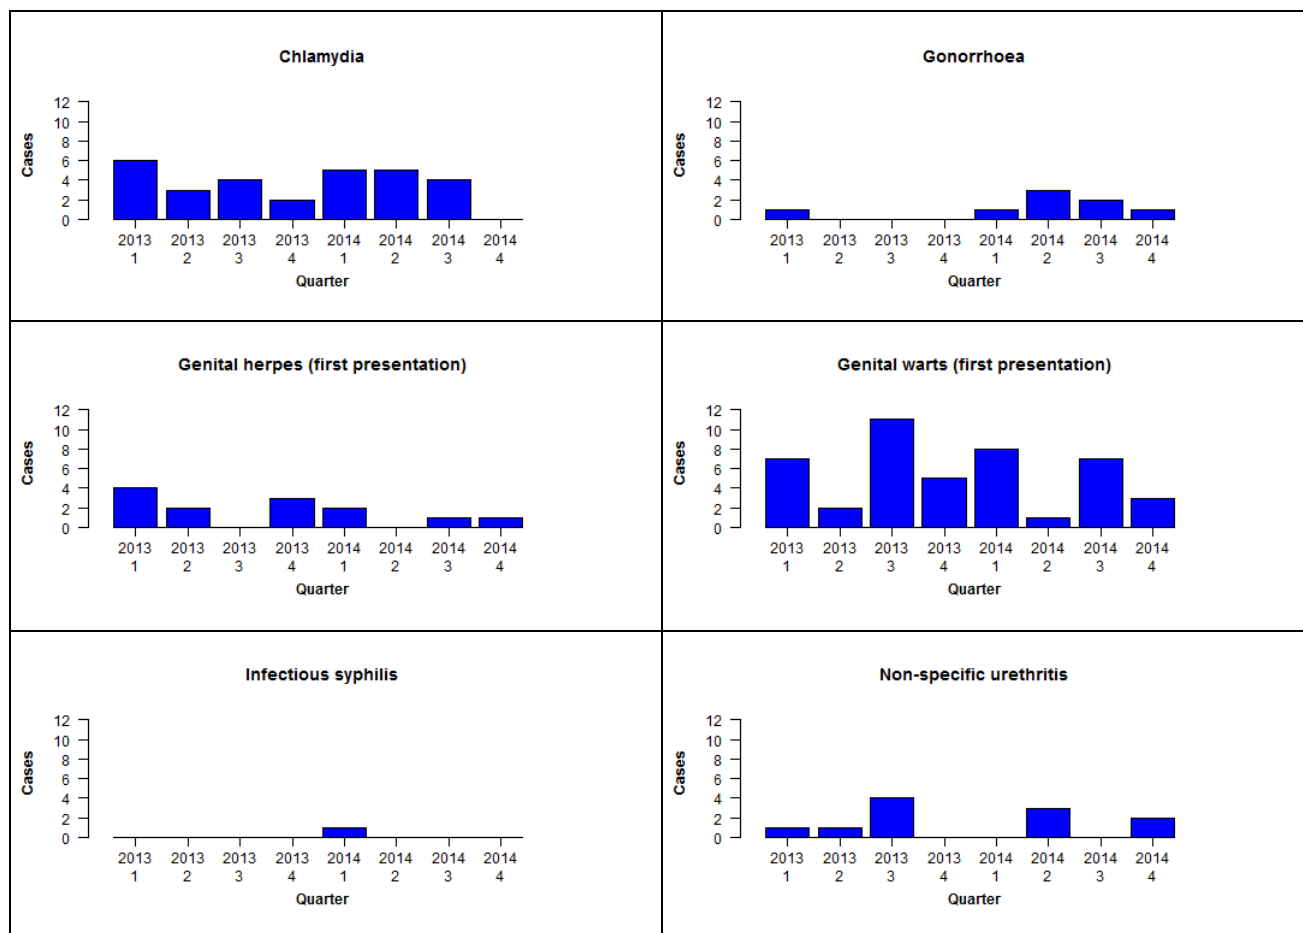 Chlamydia
12
10
8
6
4
2
0
Cases
2013 2013 2013 2013 2014 2014 2014 2014
1 2 3 4 1 2 3 4
Quarter
Gonorrhoea
12
10
8
6
4
2
0
Cases
2013 2013 2013 2013 2014 2014 2014 2014
1 2 3 4 1 2 3 4
Quarter
Genital herpes (first presentation)
12
10
8
6
4
2
0
Cases
2013 2013 2013 2013 2014 2014 2014 2014
1 2 3 4 1 2 3 4
Quarter
Genital warts (first presentation)
12
10
8
6
4
2
0
Cases
2013 2013 2013 2013 2014 2014 2014 2014
1 2 3 4 1 2 3 4
Quarter
Infectious syphilis
12
10
8
6
4
2
0
Cases
2013 2013 2013 2013 2014 2014 2014 2014
1 2 3 4 1 2 3 4
Quarter
Non-specific urethritis
12
10
8
6
4
2
0
Cases
2013 2013 2013 2013 2014 2014 2014 2014
1 2 3 4 1 2 3 4
Quarter